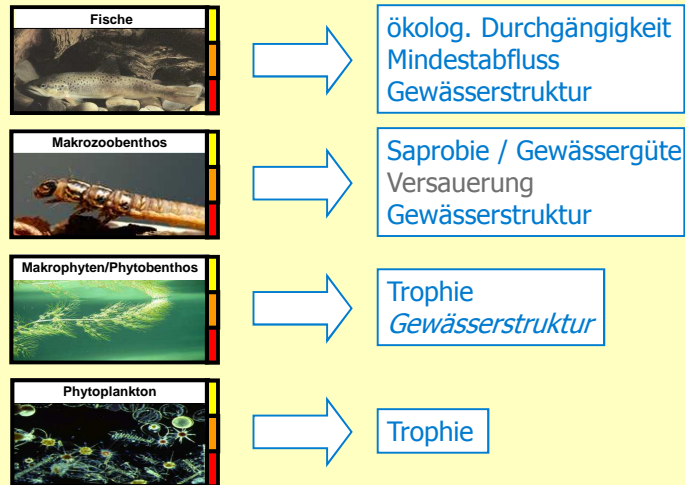 Fische
ökolog. Durchgängigkeit
Mindestabfluss
Gewässerstruktur
Makrozoobenthos
Saprobie / Gewässergüte
Versauerung
Gewässerstruktur
Makrophyten/Phytobenthos
Trophie
Gewässerstruktur
Phytoplankton
Trophie